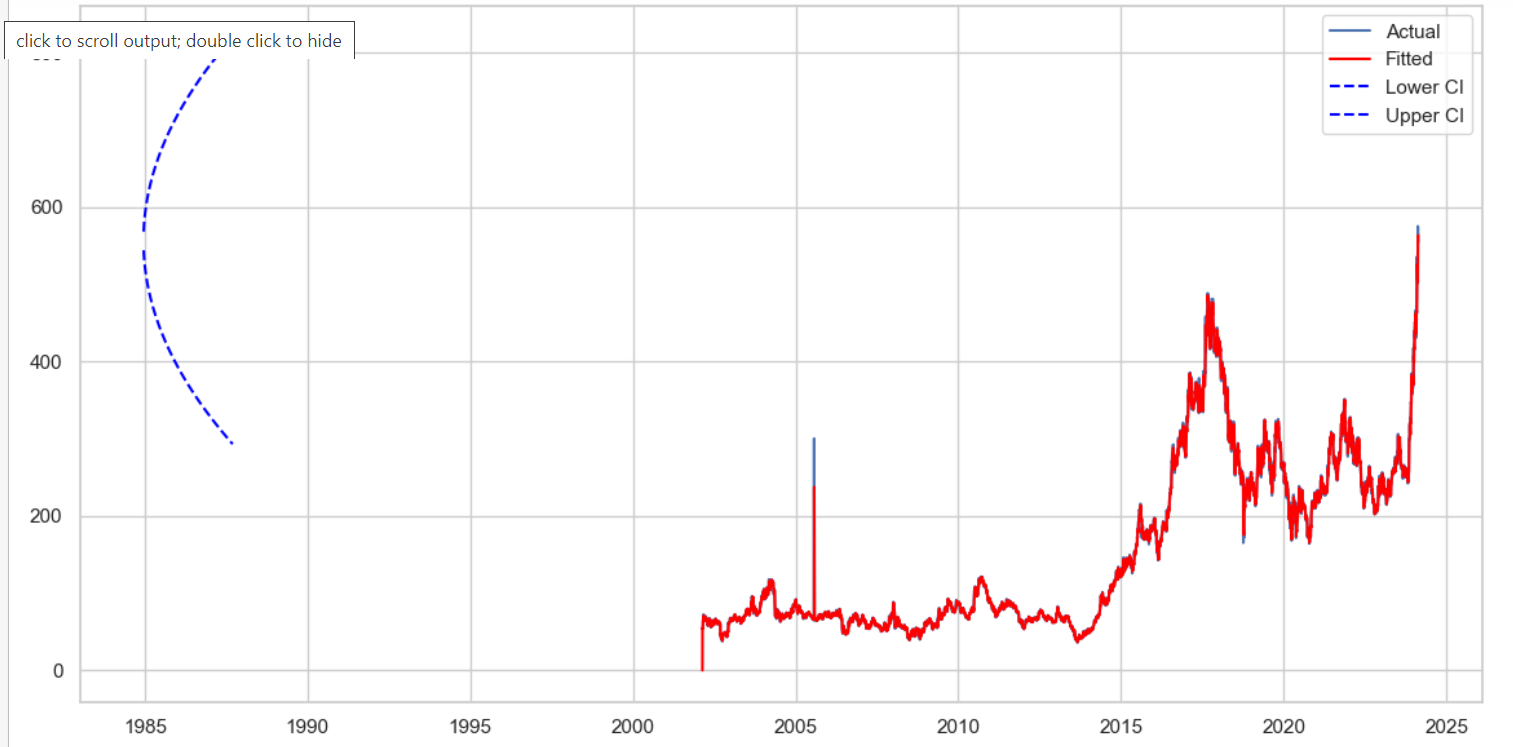 click to scroll output; double click to hide
Actual
Fitted
Lower CI
Upper CI
600
400
200
0
1985 1990 1995 2000 2005 2010 2015 2020 2025